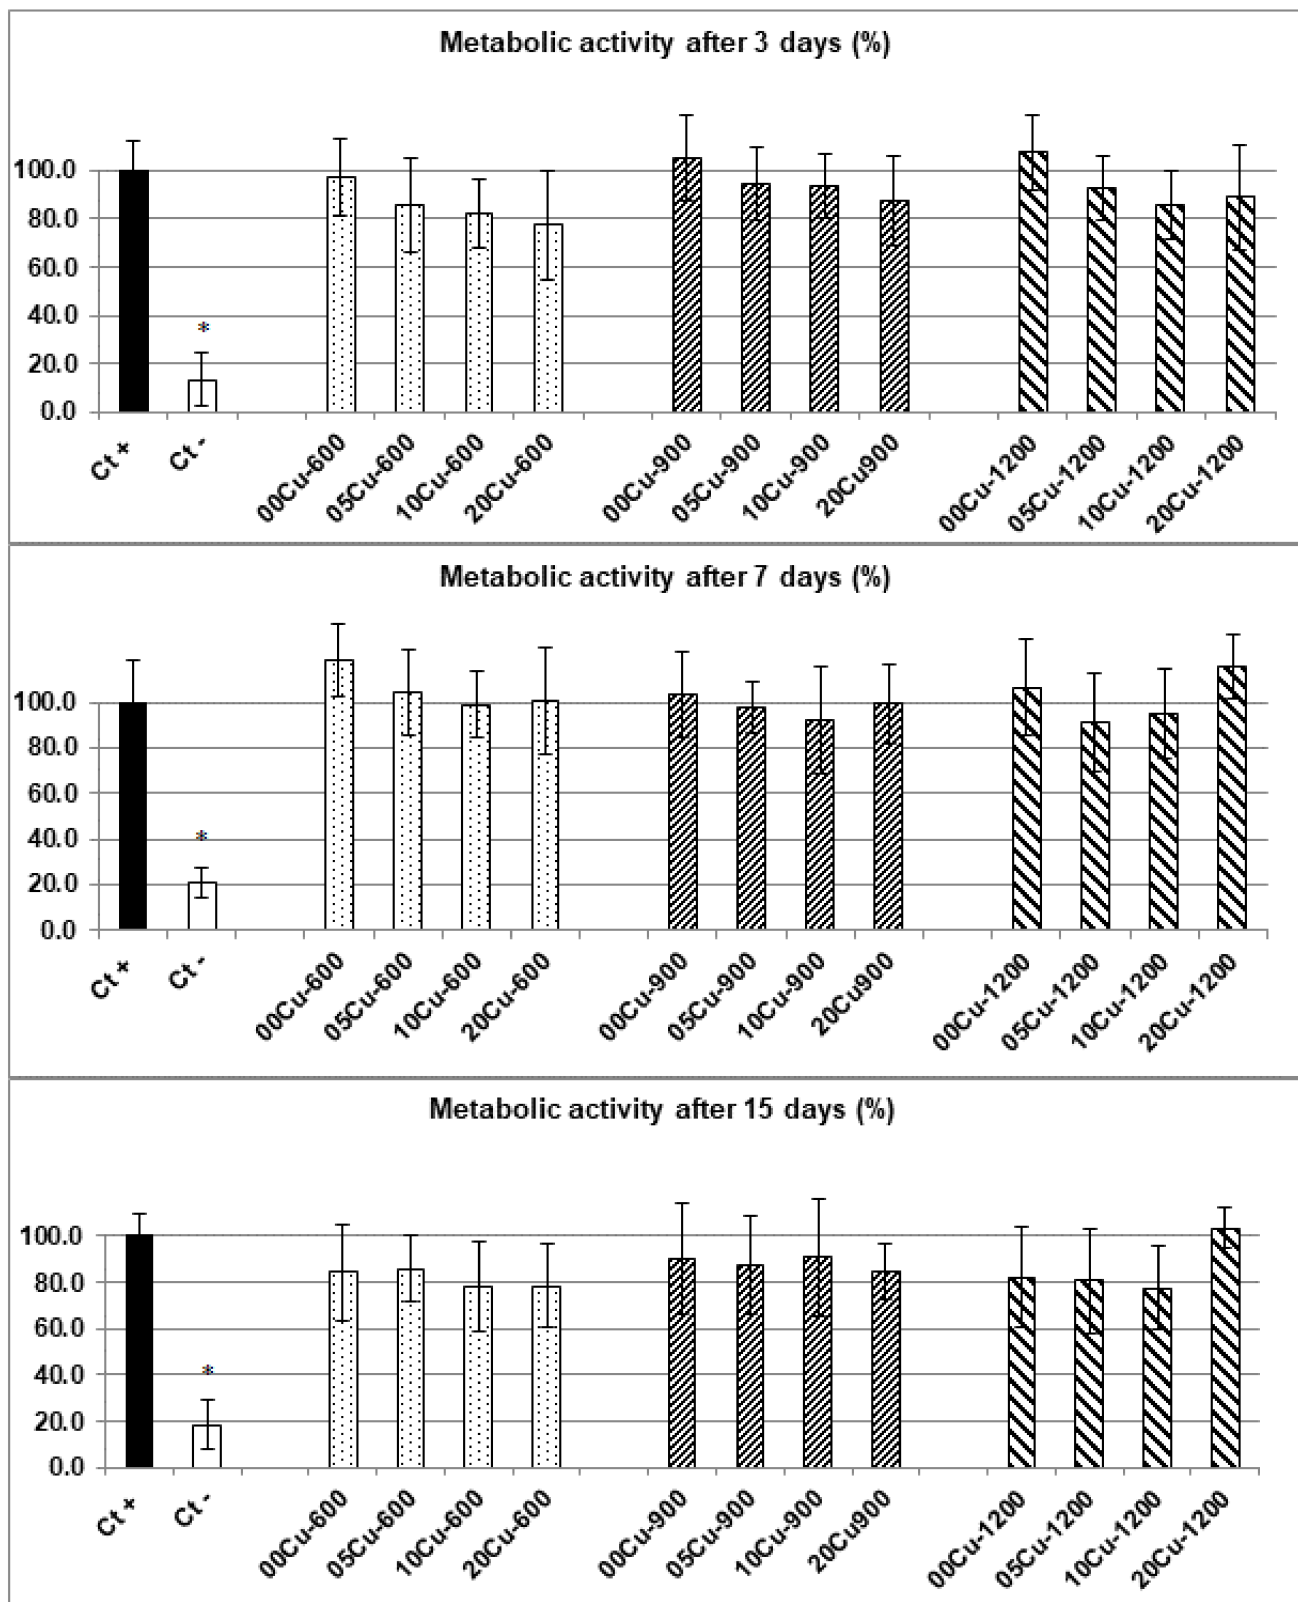 Metabolic activity after 3 days (%)
100.0
80.0
60.0
40.0
20.0
0.0
*
Ct +
Ct -
00Cu-600
05Cu-600
10Cu-600
20Cu-600
00Cu-900
05Cu-900
10Cu-900
20Cu900
00Cu-1200
05Cu-1200
10Cu-1200
20Cu-1200
Metabolic activity after 7 days (%)
100.0
80.0
60.0
40.0
20.0
0.0
*
Ct +
Ct -
00Cu-600
05Cu-600
10Cu-600
20Cu-600
00Cu-900
05Cu-900
10Cu-900
20Cu900
00Cu-1200
05Cu-1200
10Cu-1200
20Cu-1200
Metabolic activity after 15 days (%)
100.0
80.0
60.0
40.0
20.0
0.0
*
Ct +
Ct -
00Cu-600
05Cu-600
10Cu-600
20Cu-600
00Cu-900
05Cu-900
10Cu-900
20Cu900
00Cu-1200
05Cu-1200
10Cu-1200
20Cu-1200